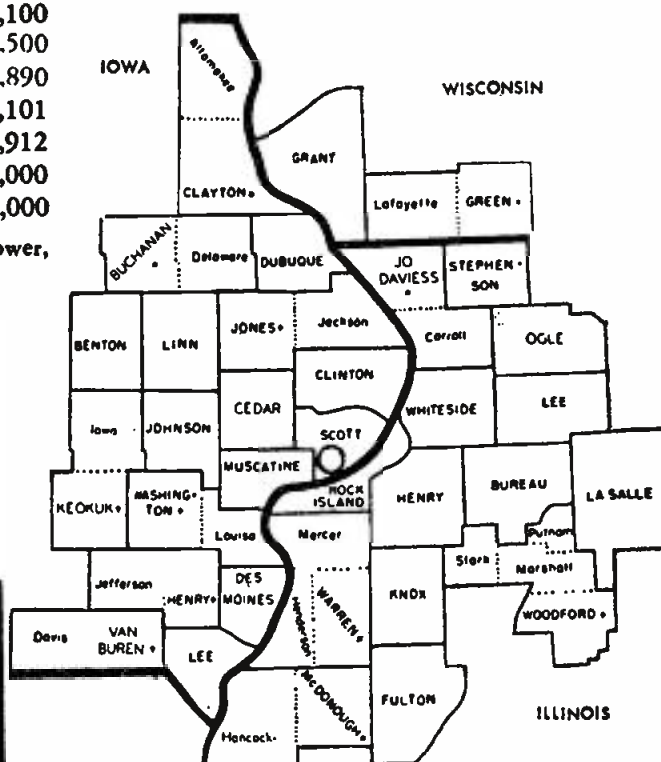 ,100
,500
,890
,101
,912
,000
,000
ower,
IOWA
WISCONSIN
ILLINOIS
Allamakee
GRANT
CLAYTON
Lafayette
GREEN
BUCHANAN
Delaware
DUBUQUE
JO
DAVIESS
STEPHEN-
SON
BENTON
LINN
JONES
Jackson
Carroll
OGLE
CLINTON
CEDAR
WHITESIDE
LEE
Iowa
JOHNSON
SCOTT
MUSCATINE
ROCK
ISLAND
HENRY
BUREAU
LA SALLE
KEOKUK
WASHING-
TON
Louisa
Mercer
Putnam
Stark
Marshall
Jefferson
HENRY
DES
MOINES
Henderson
WARREN
KNOX
WOODFORD
Davis
VAN
BUREN
LEE
Hancock
McDONOUGH
FULTON